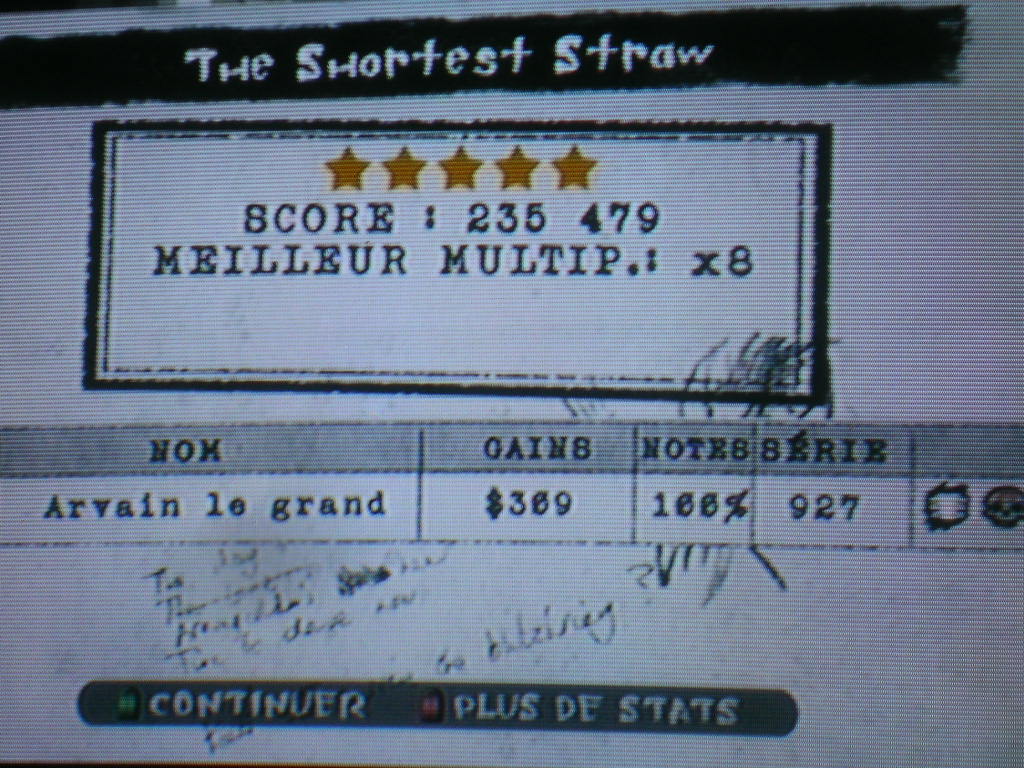 The Shortest Straw
SCORE : 235 479
MEILLEUR MULTIP.: x8
NOM GAINS NOTES SÉRIE
Arvain le grand $369 100% 927
CONTINUER PLUS DE STATS